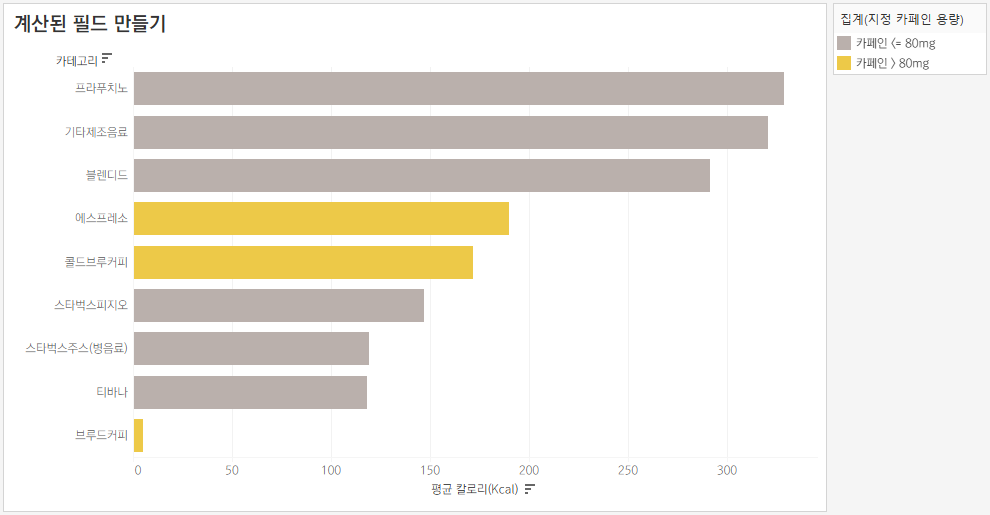 계산된 필드 만들기
카테고리
프라푸치노
기타제조음료
블렌디드
에스프레소
콜드브루커피
스타벅스피지오
스타벅스주스(병음료)
티바나
브루드커피
0 50 100 150 200 250 300
평균 칼로리(Kcal)
집계(지정 카페인 용량)
카페인 <= 80mg
카페인 > 80mg